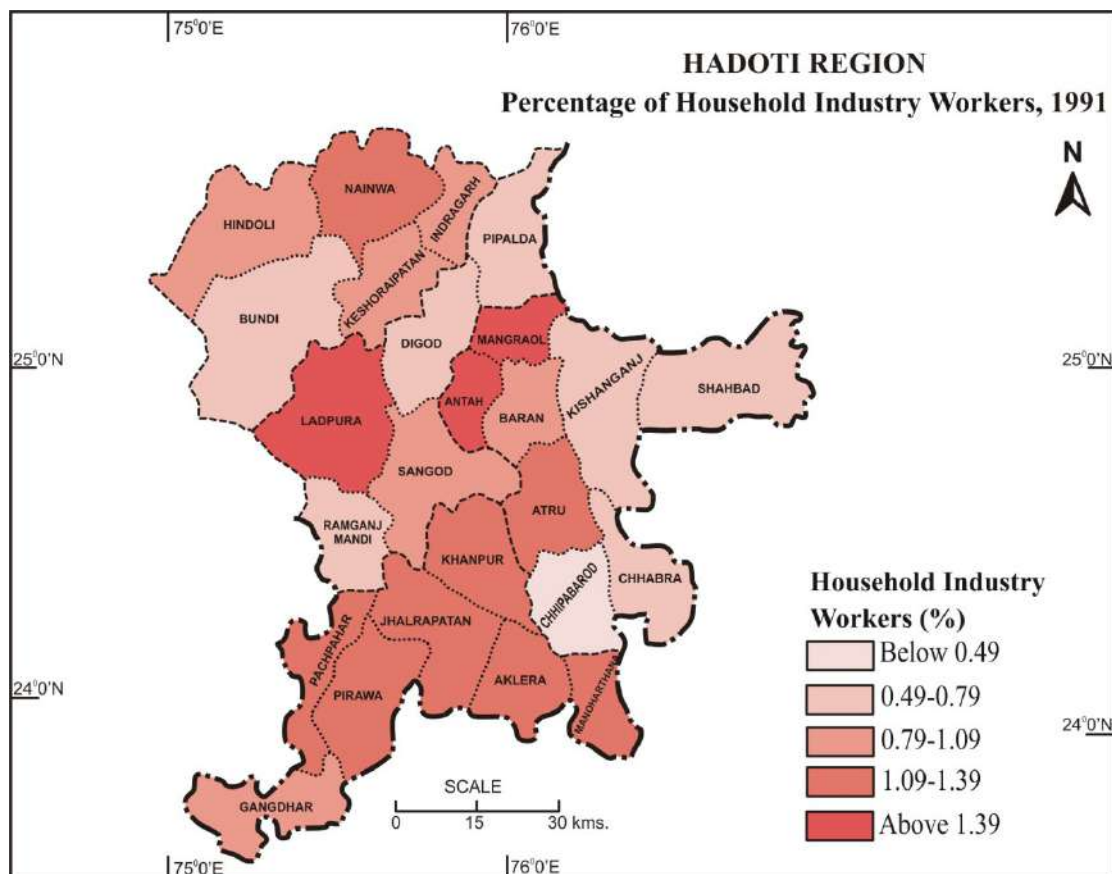 75°0'E
76°0'E
HADOTI REGION
Percentage of Household Industry Workers, 1991
N
NAINWA
HINDOLI
INDRAGARH
PIPALDA
KESHORAIPATAN
BUNDI
DIGOD
MANGRAOL
25°0'N
25°0'N
KISHANGANJ
SHAHBAD
ANTAH
BARAN
LADPURA
SANGOD
ATRU
RAMGANJ
MANDI
KHANPUR
CHHIPABAROD
CHHABRA
Household Industry
Workers (%)
Below 0.49
0.49-0.79
0.79-1.09
1.09-1.39
Above 1.39
JHALRAPATAN
PACHPAHAR
AKLERA
MANOHARTHANA
PIRAWA
24°0'N
24°0'N
GANGDHAR
SCALE
0 15 30 kms.
75°0'E
76°0'E